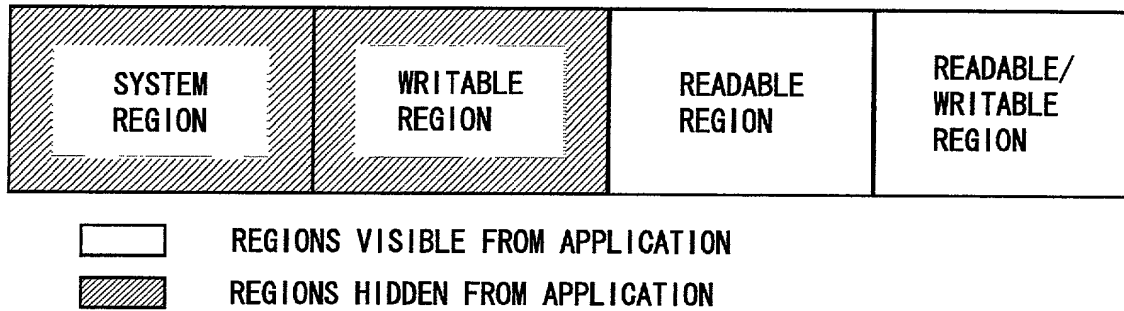 SYSTEM
REGION
WRITABLE
REGION
READABLE
REGION
READABLE/
WRITABLE
REGION
REGIONS VISIBLE FROM APPLICATION
REGIONS HIDDEN FROM APPLICATION